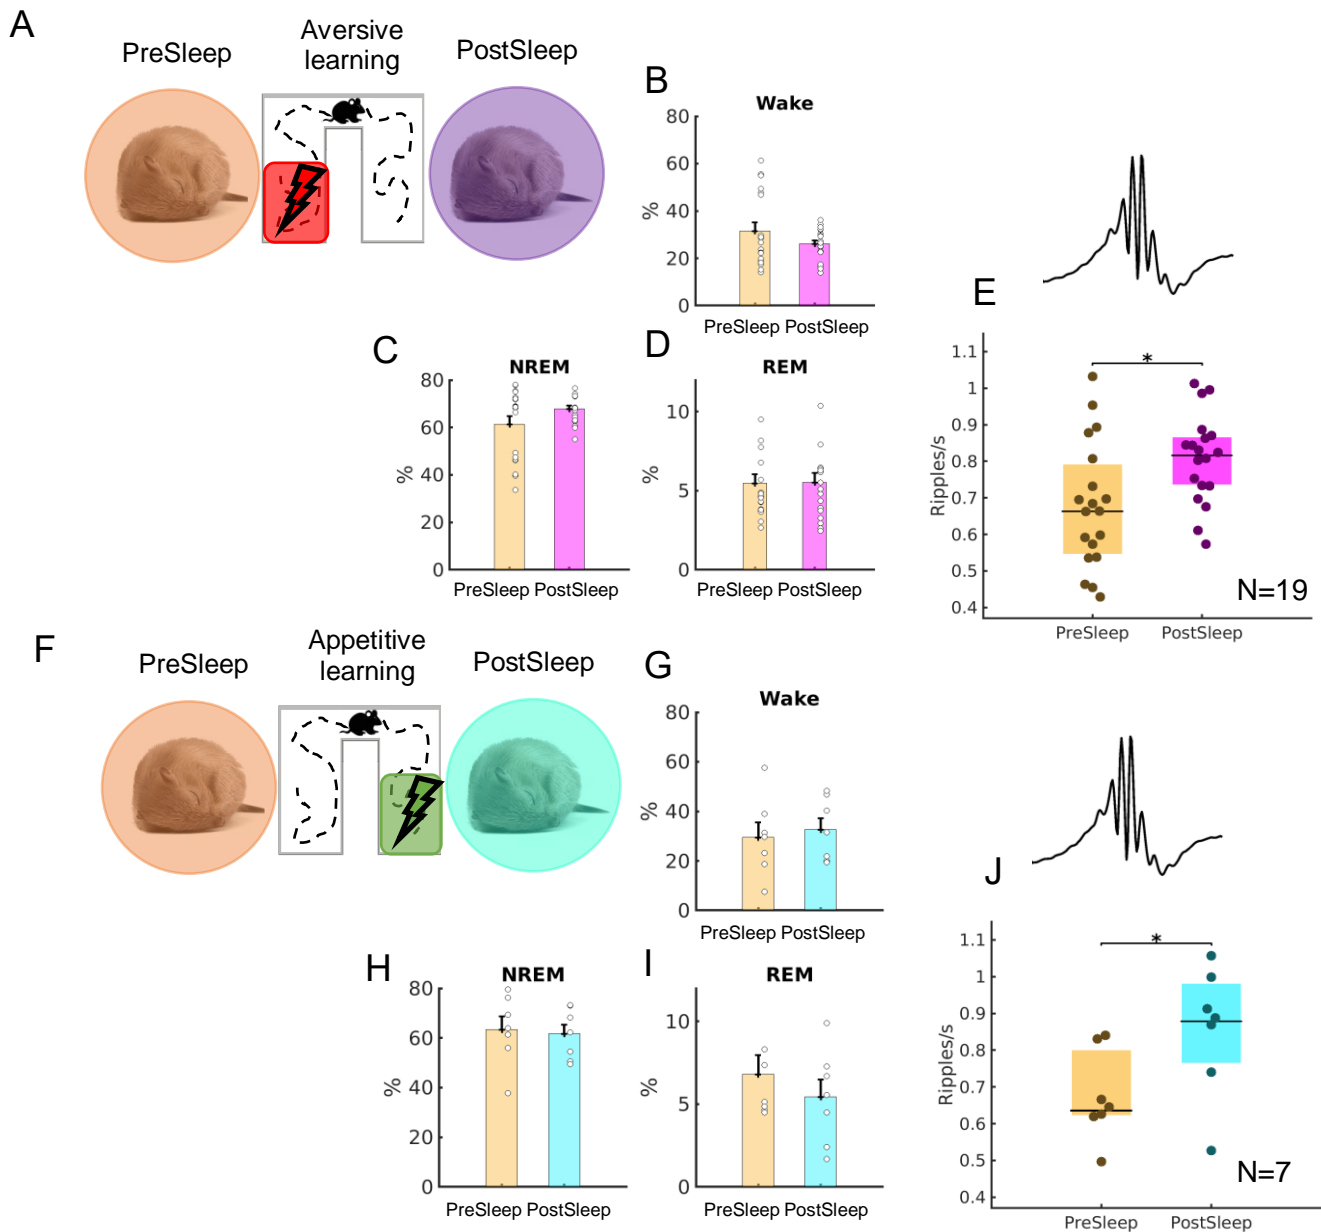 A
PreSleep
Aversive
learning
PostSleep
B
Wake
80
60
40
20
0
%
PreSleep PostSleep
C
NREM
80
60
40
20
0
%
PreSleep PostSleep
D
REM
10
5
0
%
PreSleep PostSleep
E
1.1
1
0.9
0.8
0.7
0.6
0.5
0.4
Ripples/s
*
N=19
PreSleep PostSleep
F
PreSleep
Appetitive
learning
PostSleep
G
Wake
80
60
40
20
0
%
PreSleep PostSleep
H
NREM
80
60
40
20
0
%
PreSleep PostSleep
I
REM
10
5
0
%
PreSleep PostSleep
J
1.1
1
0.9
0.8
0.7
0.6
0.5
0.4
Ripples/s
*
N=7
PreSleep PostSleep